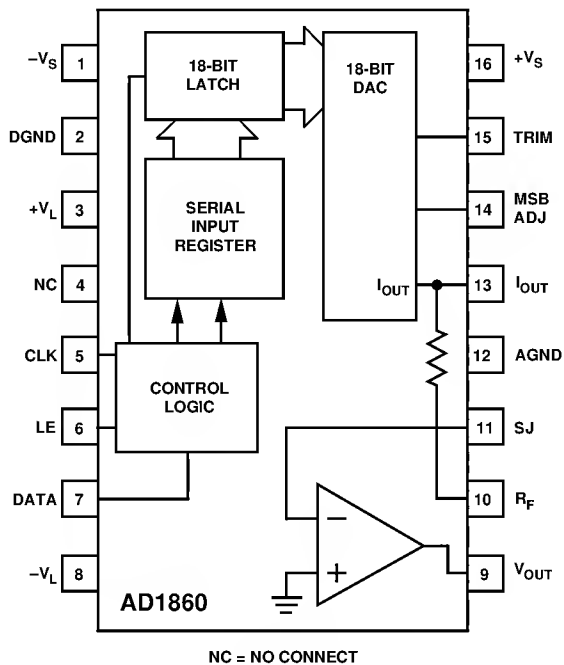 –VS 1
DGND 2
+VL 3
NC 4
CLK 5
LE 6
DATA 7
–VL 8
18-BIT
LATCH
SERIAL
INPUT
REGISTER
CONTROL
LOGIC
18-BIT
DAC
IOUT
–
+
AD1860
16 +VS
15 TRIM
14 MSB
ADJ
13 IOUT
12 AGND
11 SJ
10 RF
9 VOUT
NC = NO CONNECT